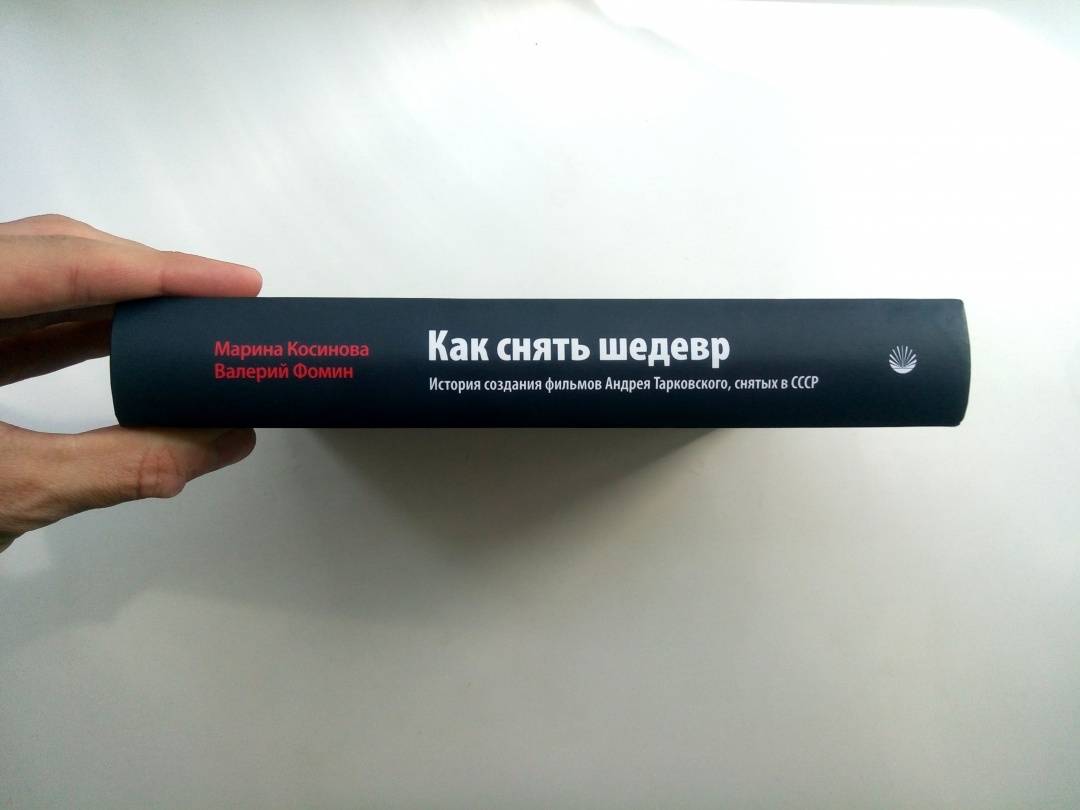 Марина Косинова
Валерий Фомин
Как снять шедевр
История создания фильмов Андрея Тарковского, снятых в СССР